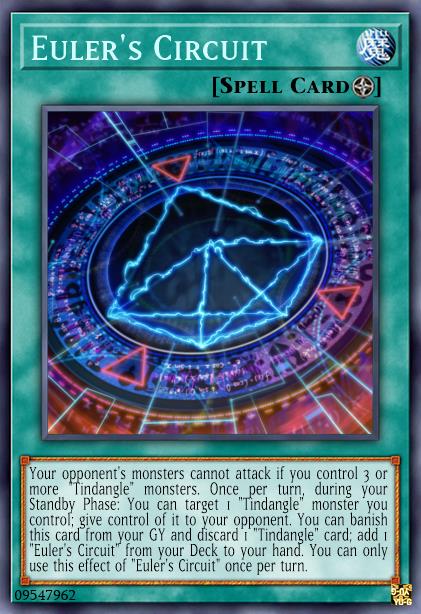 Euler's Circuit
魔
[Spell Card]
Your opponent's monsters cannot attack if you control 3 or
more "Tindangle" monsters. Once per turn, during your
Standby Phase: You can target 1 "Tindangle" monster you
control; give control of it to your opponent. You can banish
this card from your GY and discard 1 "Tindangle" card; add 1
"Euler's Circuit" from your Deck to your hand. You can only
use this effect of "Euler's Circuit" once per turn.
09547962